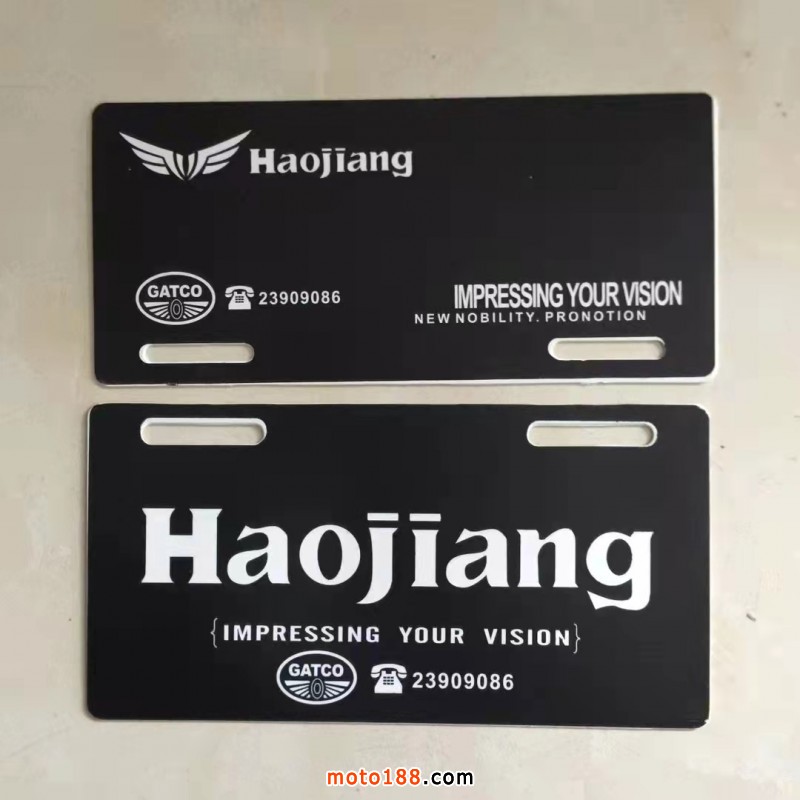 Haojiang
GATCO 23909086
IMPRESSING YOUR VISION
NEW NOBILITY. PRONOTION
Haojiang
{IMPRESSING YOUR VISION}
GATCO 23909086
moto188.com